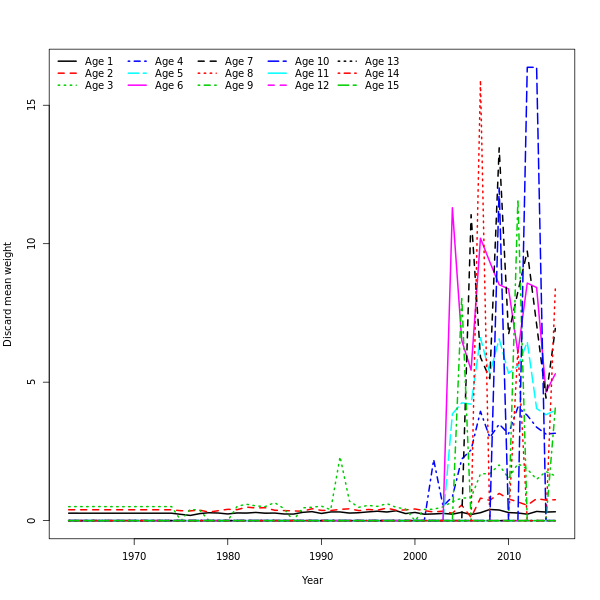 Age 1 Age 4 Age 7 Age 10 Age 13
Age 2 Age 5 Age 8 Age 11 Age 14
Age 3 Age 6 Age 9 Age 12 Age 15
15
10
5
0
Discard mean weight
1970 1980 1990 2000 2010
Year